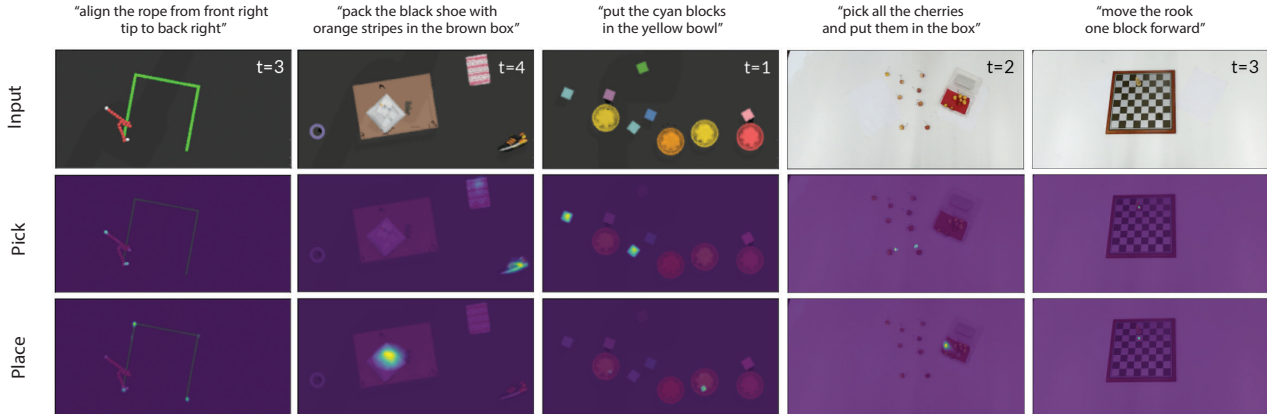 “align the rope from front right
tip to back right”
“pack the black shoe with
orange stripes in the brown box”
“put the cyan blocks
in the yellow bowl”
“pick all the cherries
and put them in the box”
“move the rook
one block forward”
Input
t=3
t=4
t=1
t=2
t=3
Pick
Place